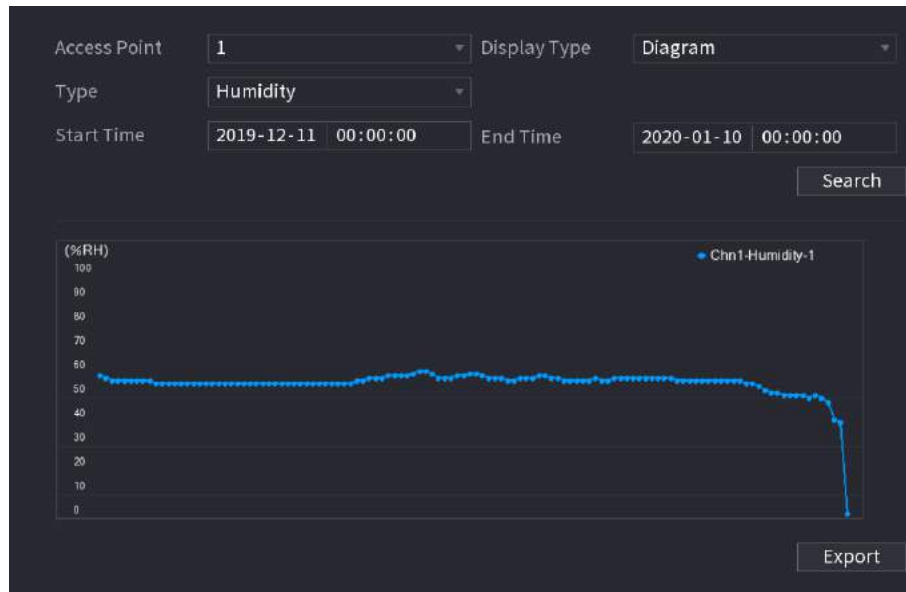 Access Point 1 Display Type Diagram
Type Humidity
Start Time 2019-12-11 00:00:00 End Time 2020-01-10 00:00:00
Search
(%RH)
Chn1-Humidity-1
100
90
80
70
60
50
40
30
20
10
0
Export